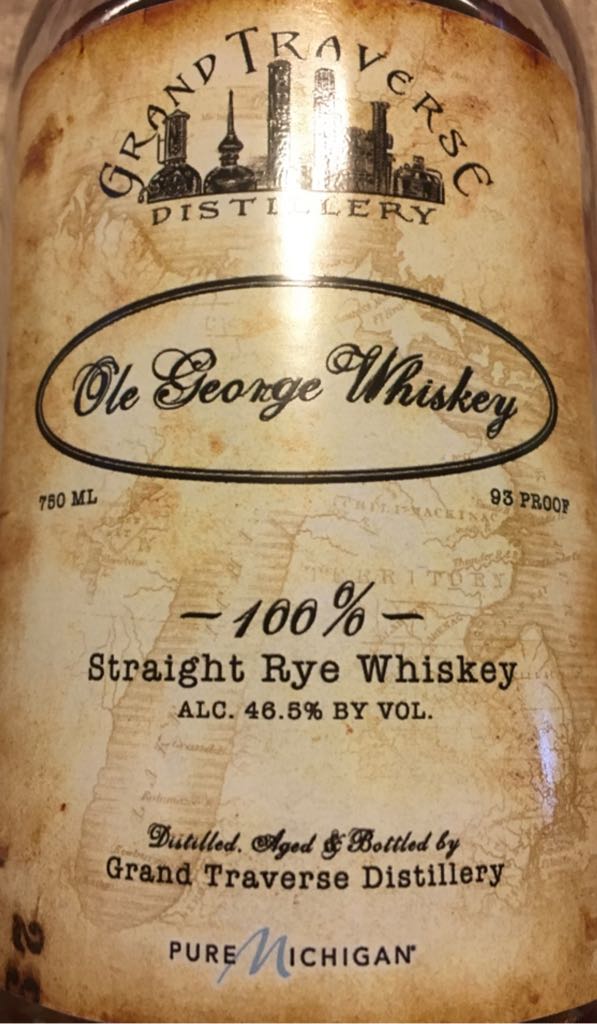 GRAND TRAVERSE
DISTILLERY
Ole George Whiskey
750 ML
93 PROOF
TERRITORY
— 100% —
Straight Rye Whiskey
ALC. 46.5% BY VOL.
Distilled, Aged & Bottled by
Grand Traverse Distillery
PURE MICHIGAN®